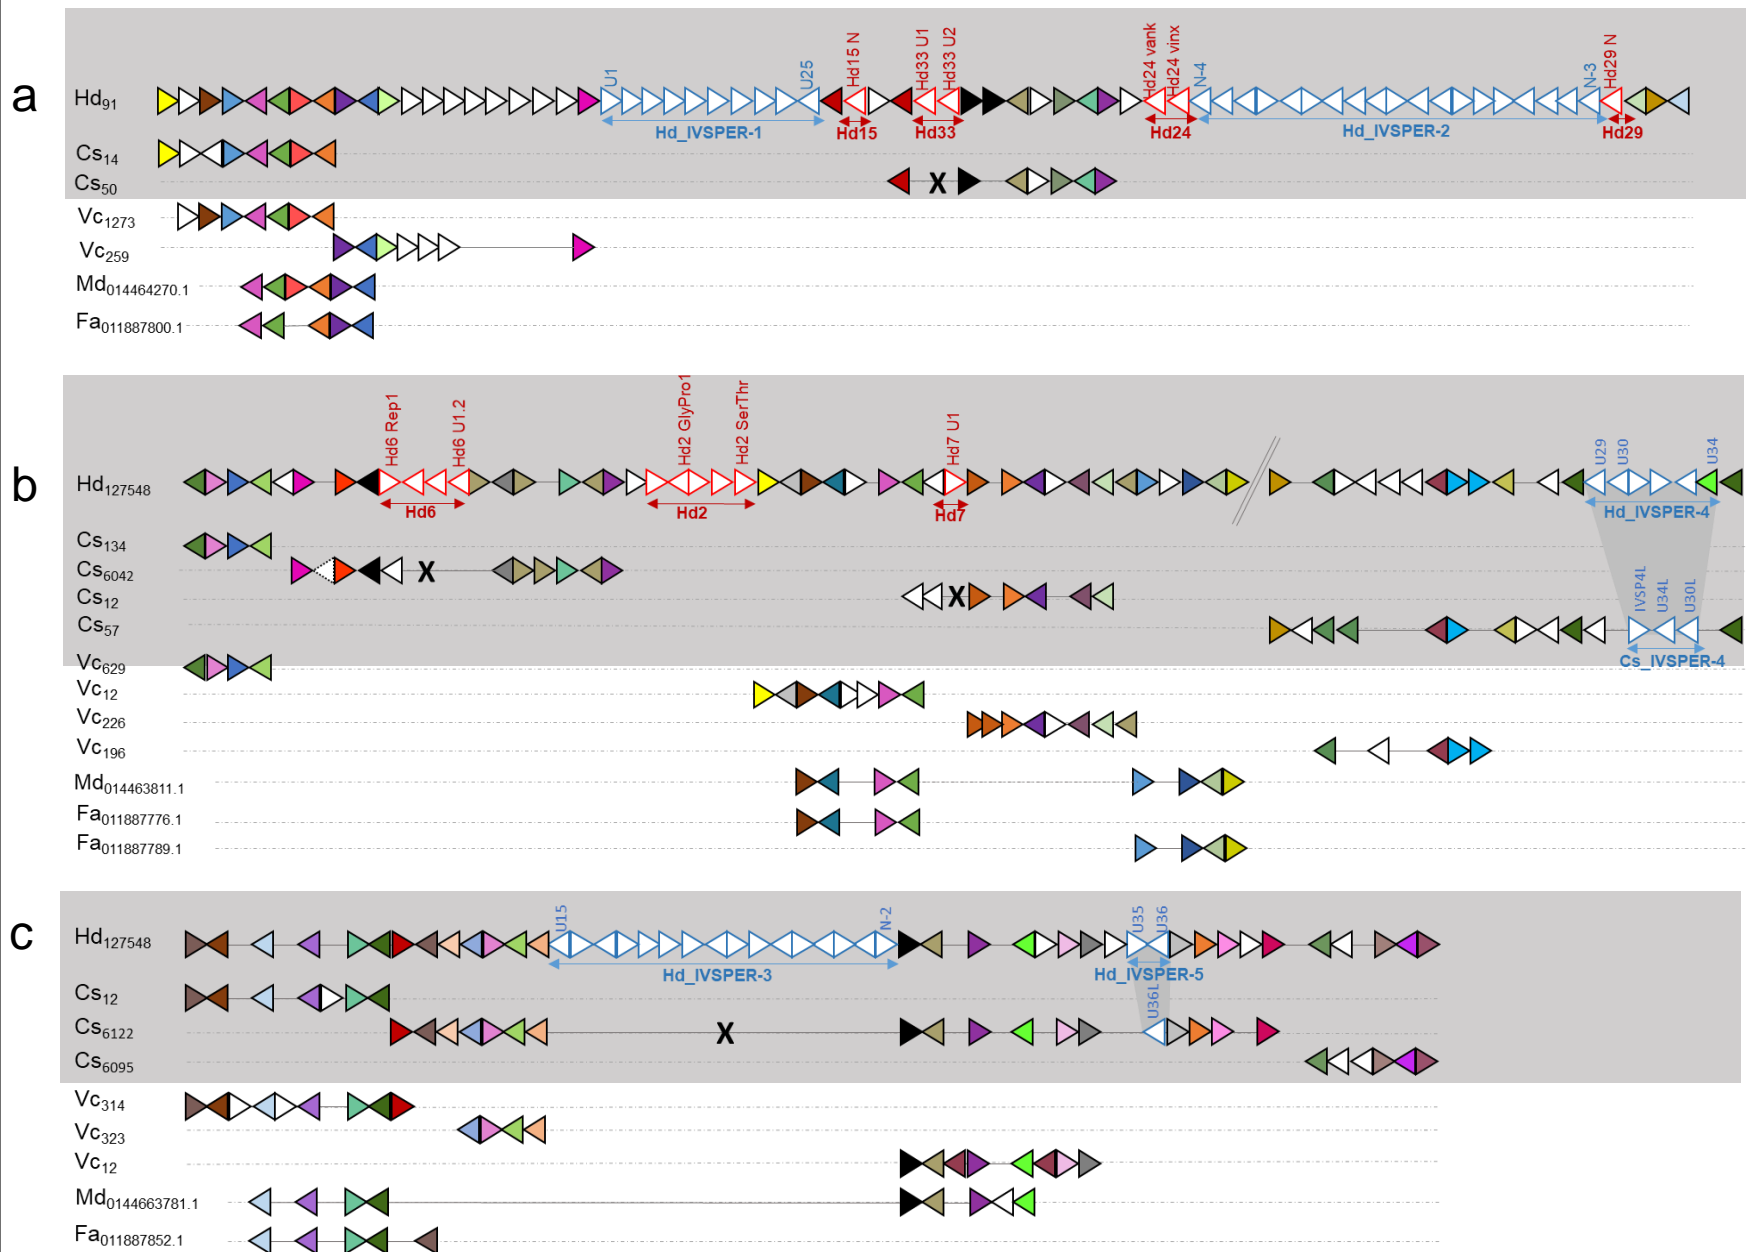 a
Hd91
U1
U25
Hd15 N
Hd33 U1
Hd33 U2
Hd24 vank
Hd24 vinx
N-4
N-3
Hd29 N
Hd_IVSPER-1
Hd15
Hd33
Hd24
Hd_IVSPER-2
Hd29
Cs14
Cs50
X
Vc1273
Vc259
Md014464270.1
Fa011887800.1
b
Hd127548
Hd6 Rep1
Hd6 U1.2
Hd2 GlyPro1
Hd2 SerThr
Hd7 U1
U29
U30
U34
Hd6
Hd2
Hd7
Hd_IVSPER-4
Cs134
Cs6042
X
Cs12
X
Cs57
IVSP4L
U34L
U30L
Cs_IVSPER-4
Vc629
Vc12
Vc226
Vc196
Md014463811.1
Fa011887776.1
Fa011887789.1
c
Hd127548
U15
N-2
U35
U36
Hd_IVSPER-3
Hd_IVSPER-5
Cs12
U36L
Cs6122
X
Cs6095
Vc314
Vc323
Vc12
Md0144663781.1
Fa011887852.1